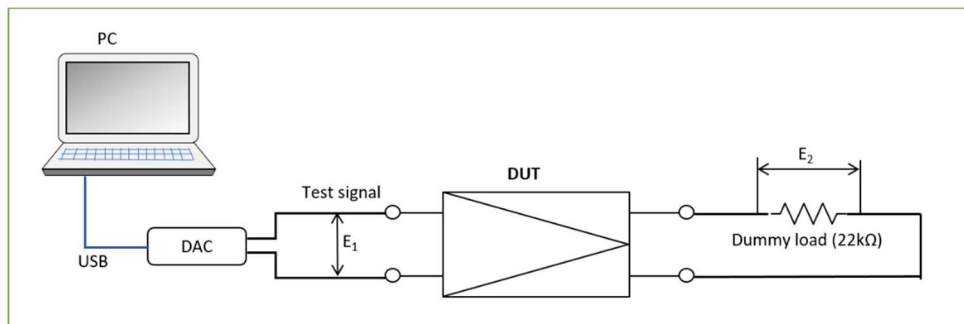 PC
DUT
E2
Test signal
E1
DAC
Dummy load (22kΩ)
USB